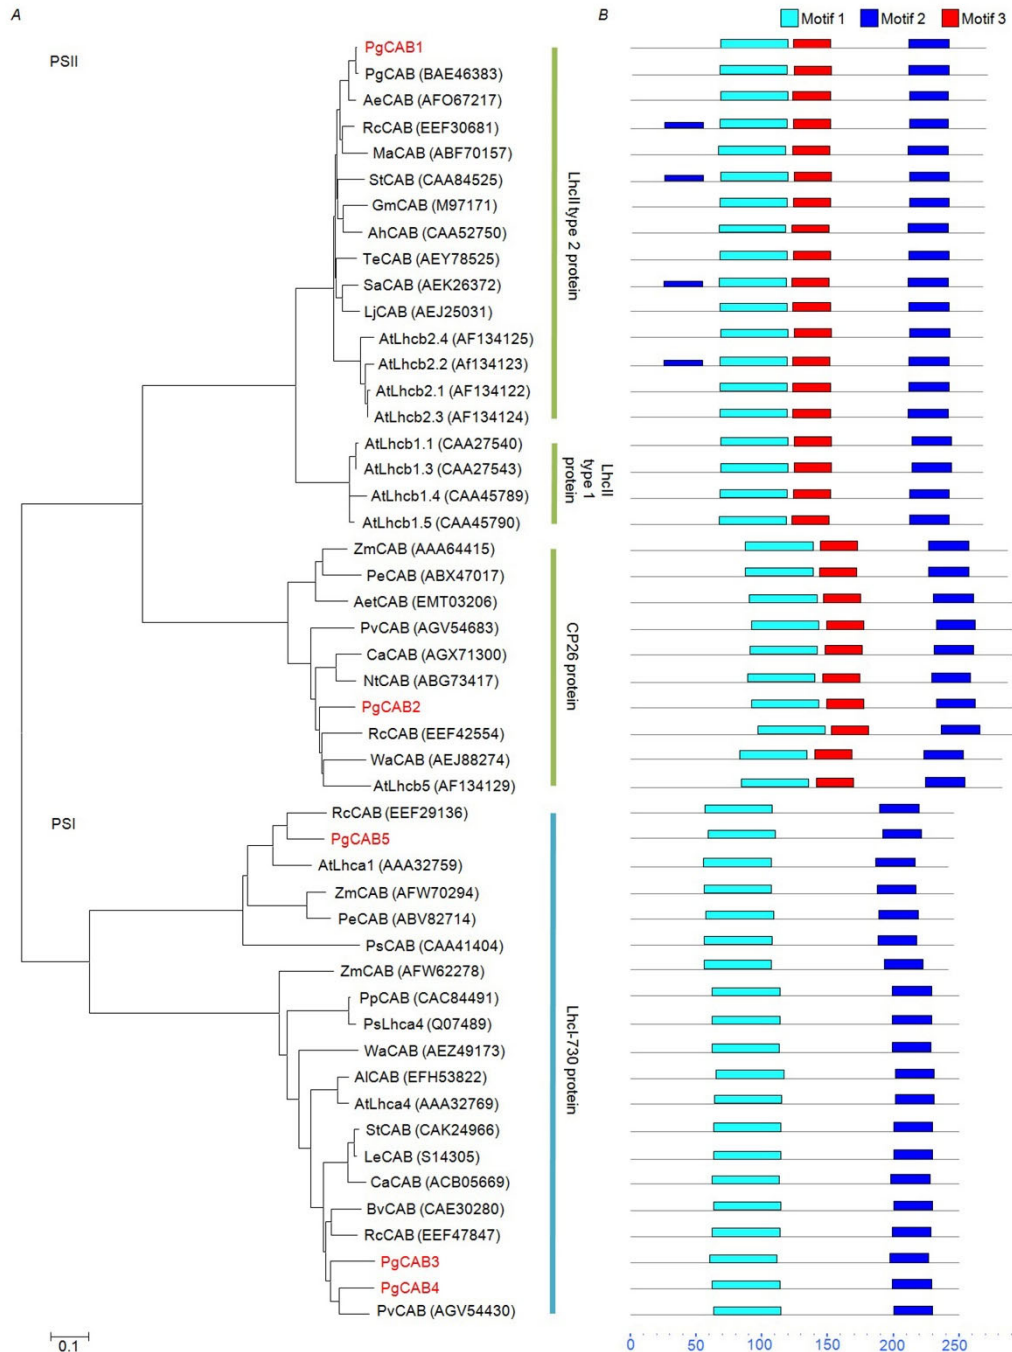 A
B
Motif 1
Motif 2
Motif 3
PSII
PgCAB1
PgCAB (BAE46383)
AeCAB (AFO67217)
RcCAB (EEF30681)
MaCAB (ABF70157)
StCAB (CAA84525)
GmCAB (M97171)
AhCAB (CAA52750)
TeCAB (AEY78525)
SaCAB (AEK26372)
LjCAB (AEJ25031)
AtLhcb2.4 (AF134125)
AtLhcb2.2 (Af134123)
AtLhcb2.1 (AF134122)
AtLhcb2.3 (AF134124)
LhcII type 2 protein
AtLhcb1.1 (CAA27540)
AtLhcb1.3 (CAA27543)
AtLhcb1.4 (CAA45789)
AtLhcb1.5 (CAA45790)
LhcII
type 1
protein
ZmCAB (AAA64415)
PeCAB (ABX47017)
AetCAB (EMT03206)
PvCAB (AGV54683)
CaCAB (AGX71300)
NtCAB (ABG73417)
PgCAB2
RcCAB (EEF42554)
WaCAB (AEJ88274)
AtLhcb5 (AF134129)
CP26 protein
PSI
RcCAB (EEF29136)
PgCAB5
AtLhca1 (AAA32759)
ZmCAB (AFW70294)
PeCAB (ABV82714)
PsCAB (CAA41404)
ZmCAB (AFW62278)
PpCAB (CAC84491)
PsLhca4 (Q07489)
WaCAB (AEZ49173)
AlCAB (EFH53822)
AtLhca4 (AAA32769)
StCAB (CAK24966)
LeCAB (S14305)
CaCAB (ACB05669)
BvCAB (CAE30280)
RcCAB (EEF47847)
PgCAB3
PgCAB4
PvCAB (AGV54430)
LhcI-730 protein
0.1
0 50 100 150 200 250